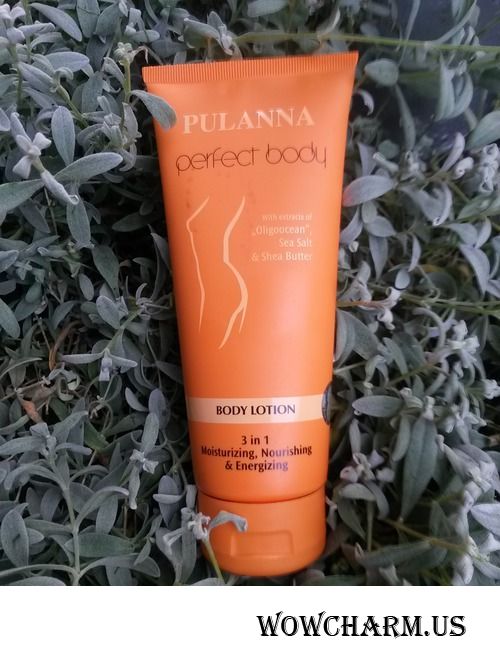 PULANNA
perfect body
with extracts of
„Oligoocean",
Sea Salt
& Shea Butter
BODY LOTION
3 in 1
Moisturizing, Nourishing
& Energizing
WOWCHARM.US